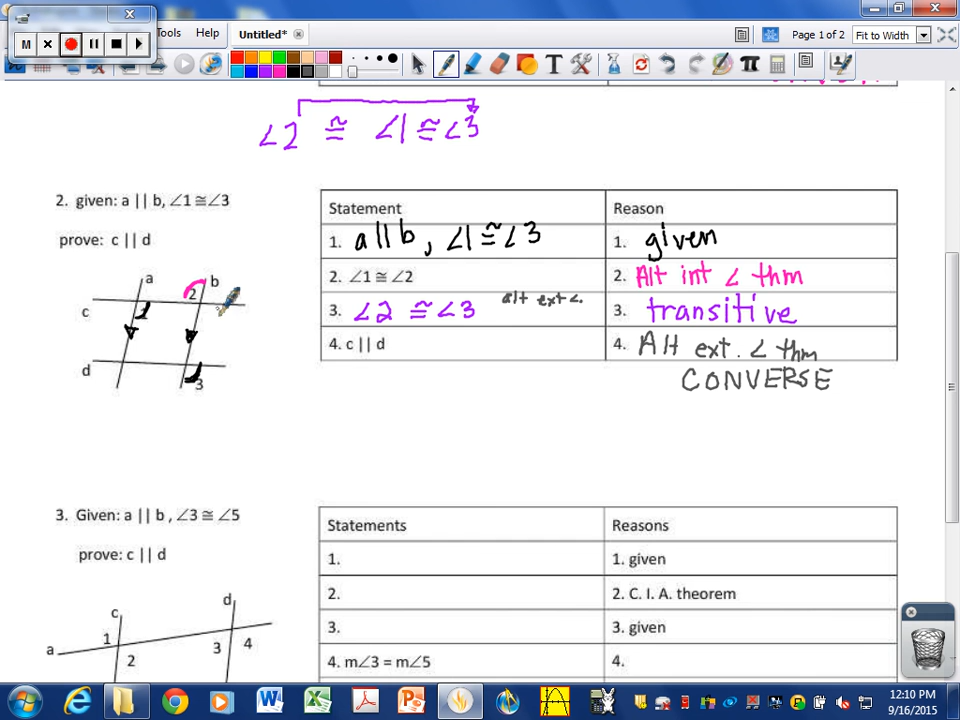 Tools Help Untitled* Page 1 of 2 Fit to Width
M
∠2 ≅ ∠1 ≅ ∠3
2. given: a || b, ∠1 ≅ ∠3
prove: c || d
Statement Reason
1. a || b, ∠1 ≅ ∠3 1. given
2. ∠1 ≅ ∠2 2. Alt int ∠ thm
3. ∠2 ≅ ∠3 alt ext ∠. 3. transitive
4. c || d 4. Alt ext. ∠ thm
CONVERSE
a
b
2
c
1
d
3
3. Given: a || b , ∠3 ≅ ∠5
prove: c || d
Statements Reasons
1. 1. given
2. 2. C. I. A. theorem
3. 3. given
4. m∠3 = m∠5 4.
d
c
1
3 4
a
2
12:10 PM
9/16/2015